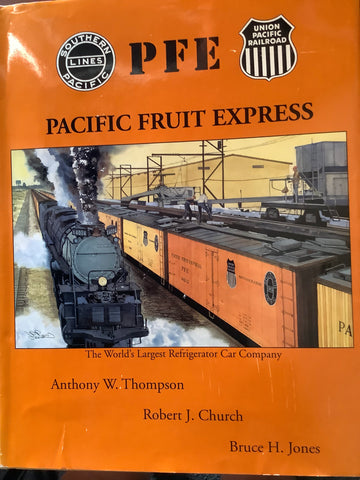 SOUTHERN
LINES
PACIFIC
PFE
UNION
PACIFIC
RAILROAD
PACIFIC FRUIT EXPRESS
The World's Largest Refrigerator Car Company
Anthony W. Thompson
Robert J. Church
Bruce H. Jones